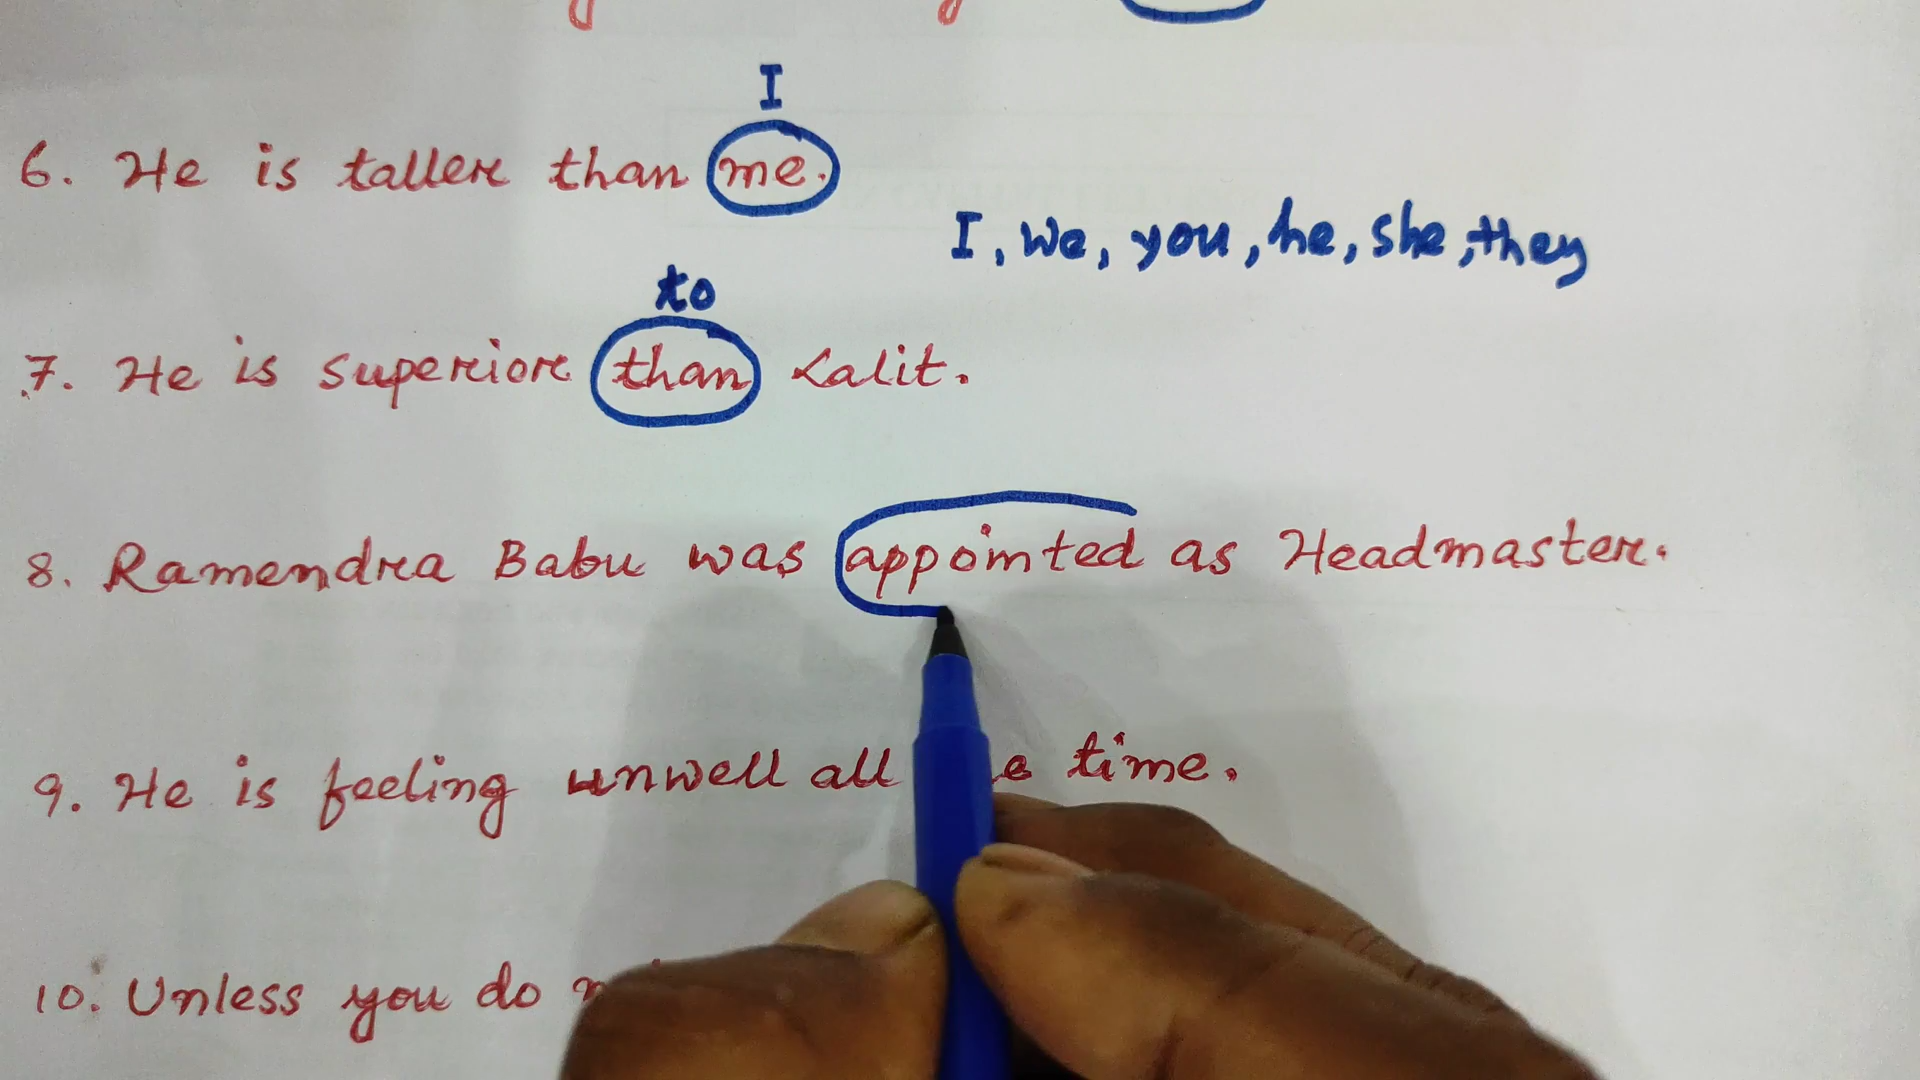 I
6. He is taller than me.
I, we, you, he, she, they
to
7. He is superior than Lalit.
8. Ramendra Babu was appointed as Headmaster.
9. He is feeling unwell all time.
10. Unless you do